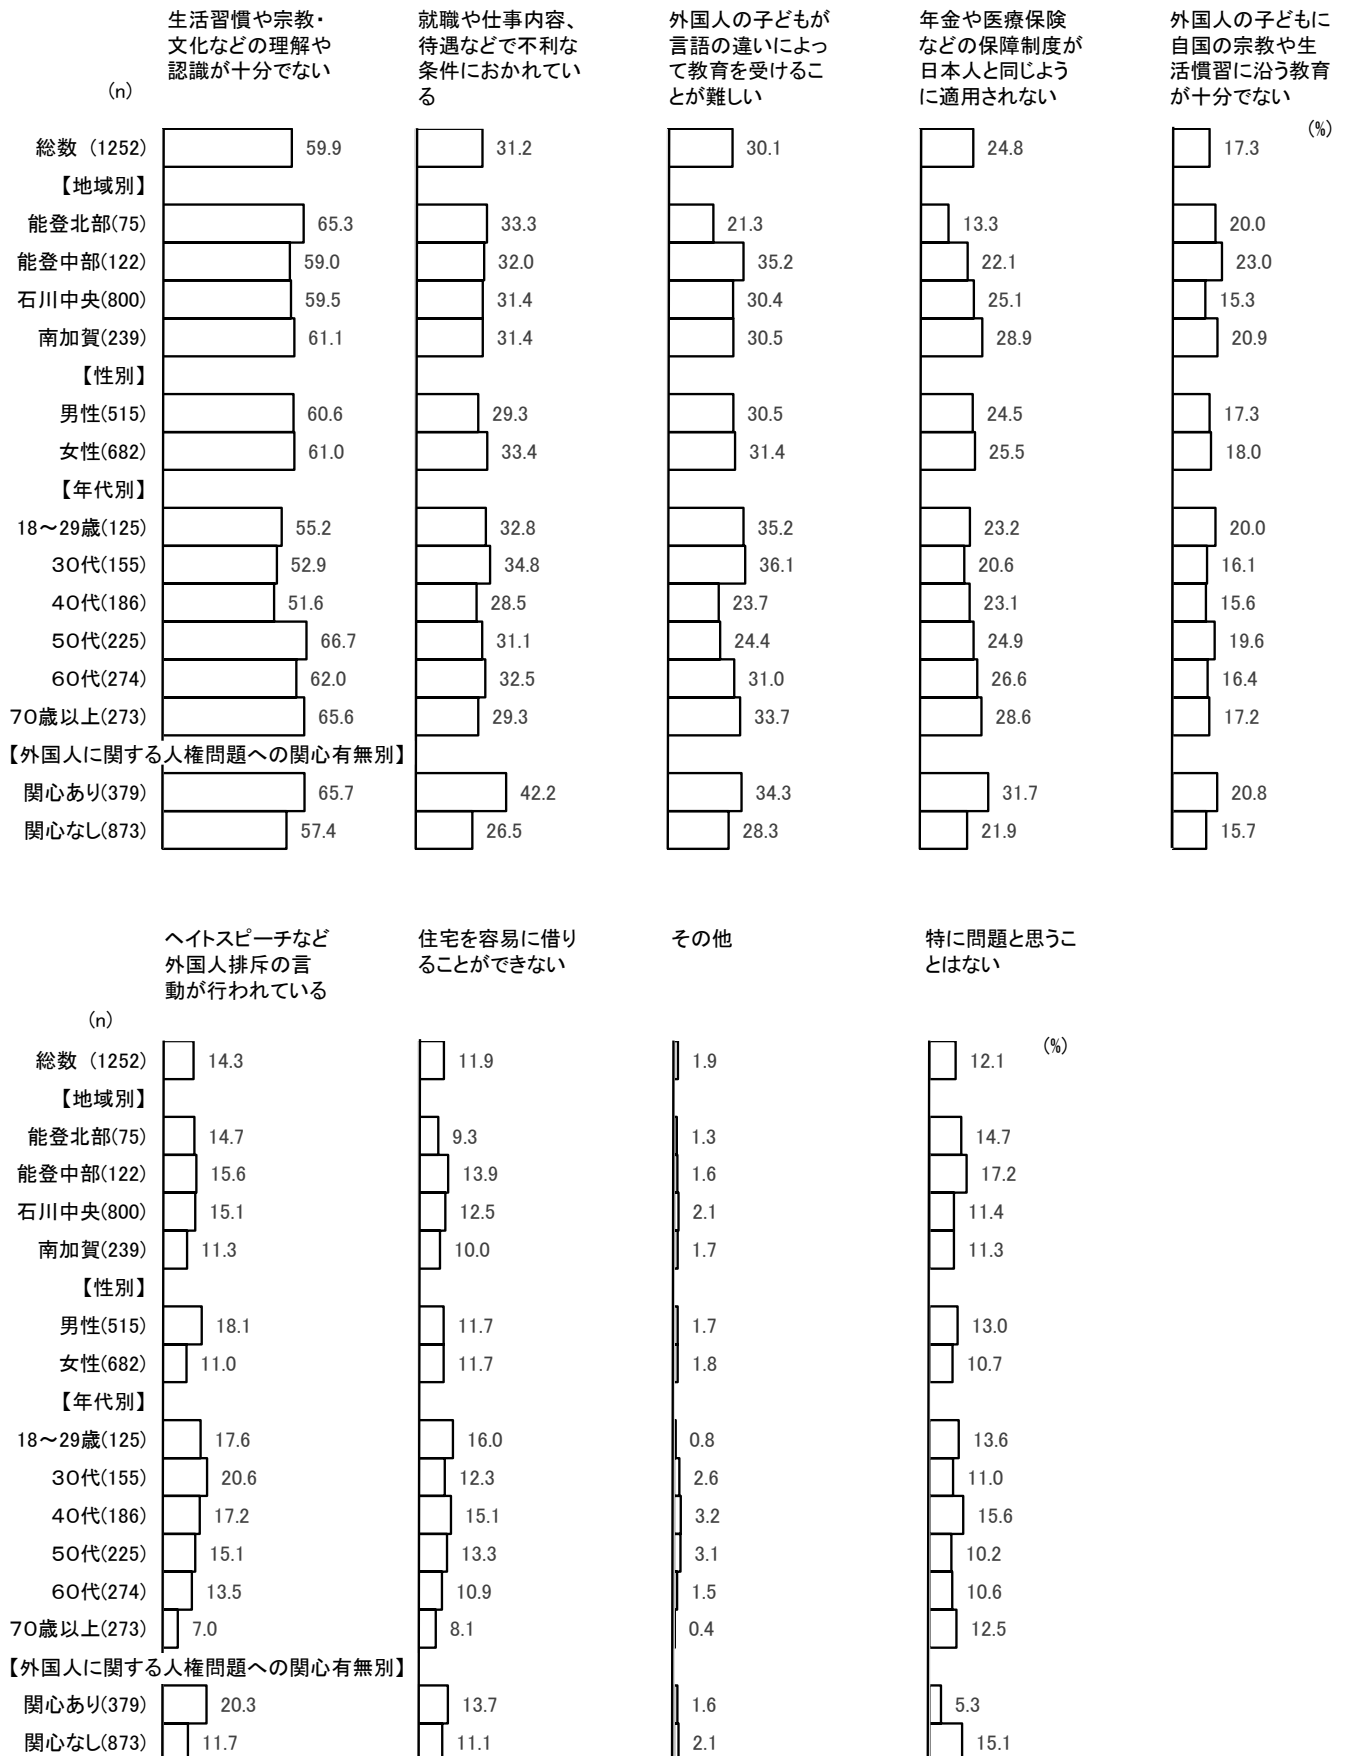 生活習慣や宗教・
文化などの理解や
認識が十分でない
就職や仕事内容、
待遇などで不利な
条件におかれてい
る
外国人の子どもが
言語の違いによっ
て教育を受けるこ
とが難しい
年金や医療保険
などの保障制度が
日本人と同じよう
に適用されない
外国人の子どもに
自国の宗教や生
活慣習に沿う教育
が十分でない
(n)
(%)
総数 (1252) 59.9 31.2 30.1 24.8 17.3
【地域別】
能登北部(75) 65.3 33.3 21.3 13.3 20.0
能登中部(122) 59.0 32.0 35.2 22.1 23.0
石川中央(800) 59.5 31.4 30.4 25.1 15.3
南加賀(239) 61.1 31.4 30.5 28.9 20.9
【性別】
男性(515) 60.6 29.3 30.5 24.5 17.3
女性(682) 61.0 33.4 31.4 25.5 18.0
【年代別】
18～29歳(125) 55.2 32.8 35.2 23.2 20.0
30代(155) 52.9 34.8 36.1 20.6 16.1
40代(186) 51.6 28.5 23.7 23.1 15.6
50代(225) 66.7 31.1 24.4 24.9 19.6
60代(274) 62.0 32.5 31.0 26.6 16.4
70歳以上(273) 65.6 29.3 33.7 28.6 17.2
【外国人に関する人権問題への関心有無別】
関心あり(379) 65.7 42.2 34.3 31.7 20.8
関心なし(873) 57.4 26.5 28.3 21.9 15.7
ヘイトスピーチなど
外国人排斥の言
動が行われている
住宅を容易に借り
ることができない
その他
特に問題と思うこ
とはない
(n)
(%)
総数 (1252) 14.3 11.9 1.9 12.1
【地域別】
能登北部(75) 14.7 9.3 1.3 14.7
能登中部(122) 15.6 13.9 1.6 17.2
石川中央(800) 15.1 12.5 2.1 11.4
南加賀(239) 11.3 10.0 1.7 11.3
【性別】
男性(515) 18.1 11.7 1.7 13.0
女性(682) 11.0 11.7 1.8 10.7
【年代別】
18～29歳(125) 17.6 16.0 0.8 13.6
30代(155) 20.6 12.3 2.6 11.0
40代(186) 17.2 15.1 3.2 15.6
50代(225) 15.1 13.3 3.1 10.2
60代(274) 13.5 10.9 1.5 10.6
70歳以上(273) 7.0 8.1 0.4 12.5
【外国人に関する人権問題への関心有無別】
関心あり(379) 20.3 13.7 1.6 5.3
関心なし(873) 11.7 11.1 2.1 15.1